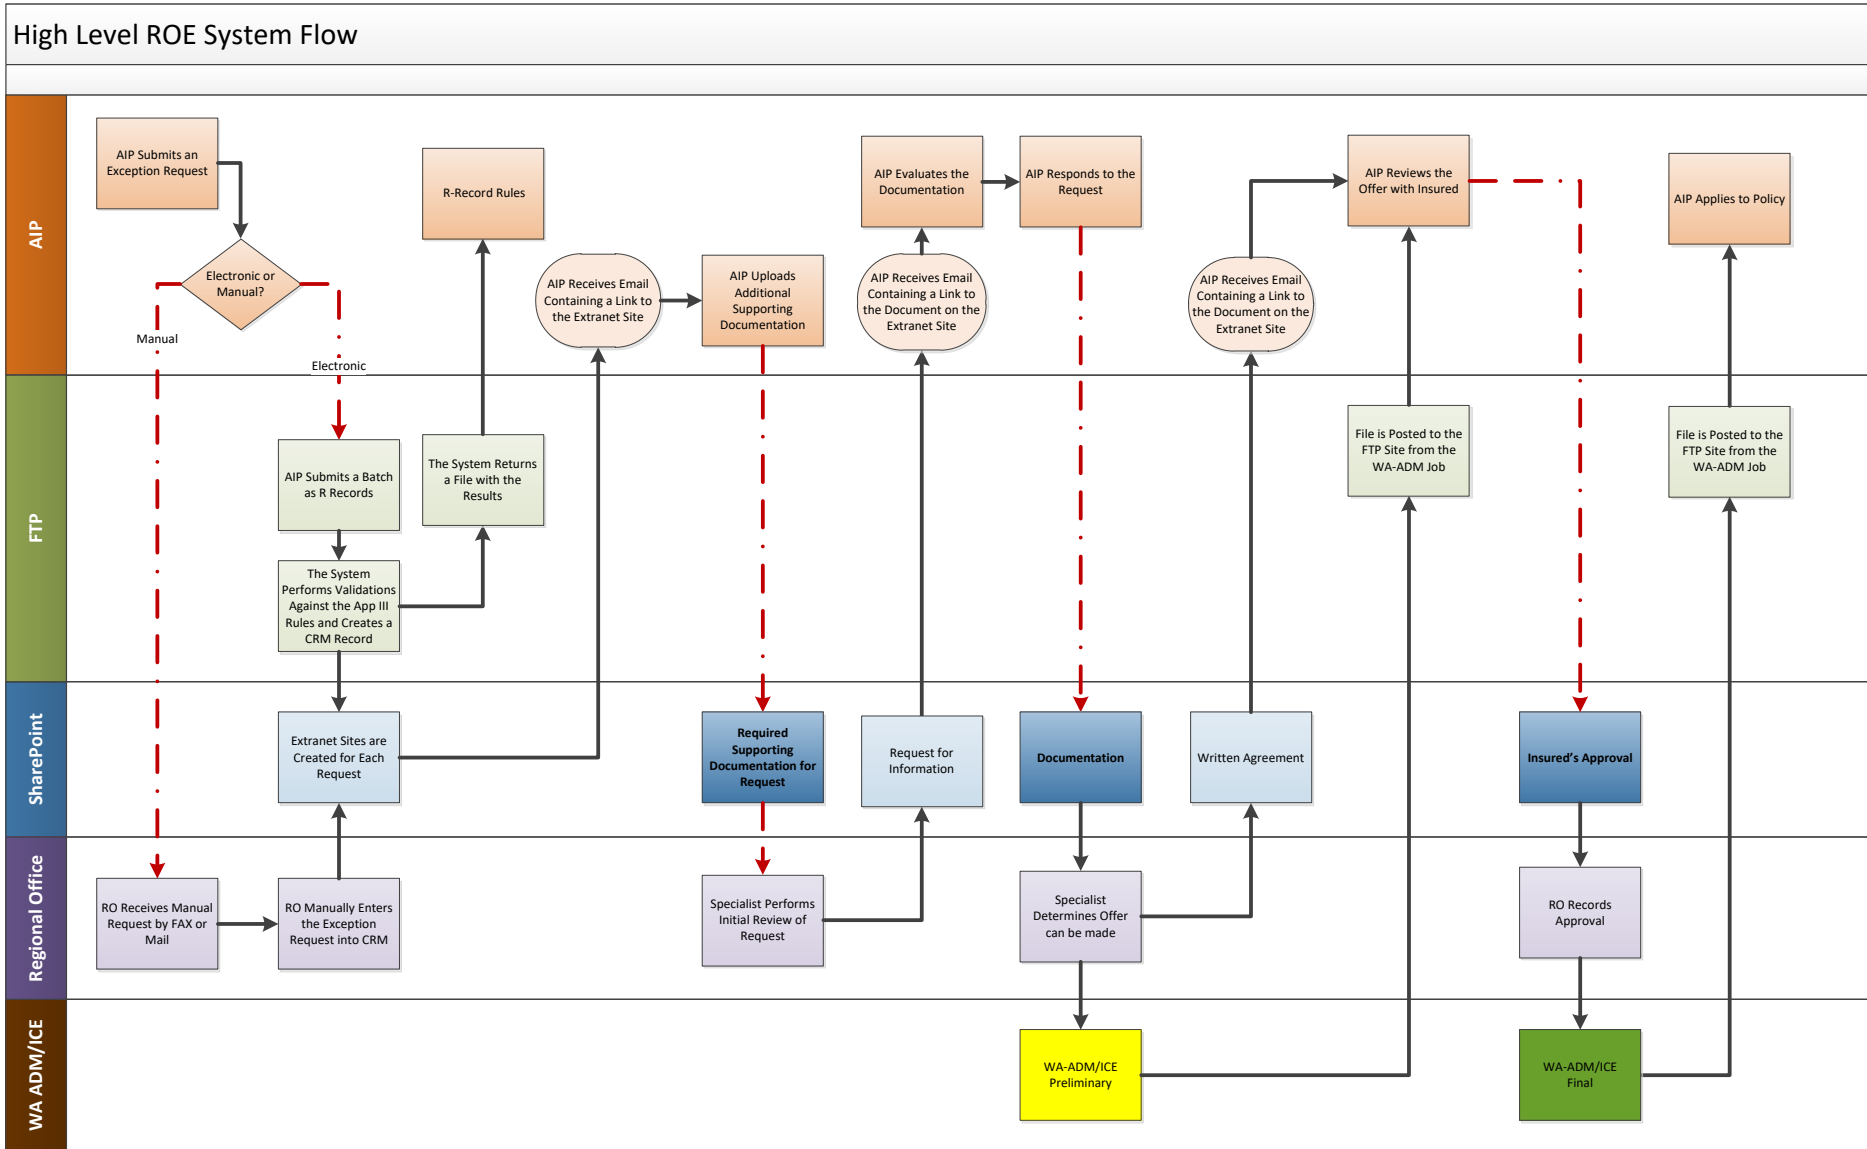 High Level ROE System Flow
AIP
AIP Submits an
Exception Request
Electronic or
Manual?
Manual
Electronic
R-Record Rules
AIP Receives Email
Containing a Link to
the Extranet Site
AIP Uploads
Additional
Supporting
Documentation
AIP Evaluates the
Documentation
AIP Receives Email
Containing a Link to
the Document on the
Extranet Site
AIP Responds to the
Request
AIP Receives Email
Containing a Link to
the Document on the
Extranet Site
AIP Reviews the
Offer with Insured
AIP Applies to Policy
FTP
AIP Submits a Batch
as R Records
The System
Performs Validations
Against the App III
Rules and Creates a
CRM Record
The System Returns
a File with the
Results
File is Posted to the
FTP Site from the
WA-ADM Job
File is Posted to the
FTP Site from the
WA-ADM Job
SharePoint
Extranet Sites are
Created for Each
Request
Required
Supporting
Documentation for
Request
Request for
Information
Documentation
Written Agreement
Insured's Approval
Regional Office
RO Receives Manual
Request by FAX or
Mail
RO Manually Enters
the Exception
Request into CRM
Specialist Performs
Initial Review of
Request
Specialist
Determines Offer
can be made
RO Records
Approval
WA ADM/ICE
WA-ADM/ICE
Preliminary
WA-ADM/ICE
Final